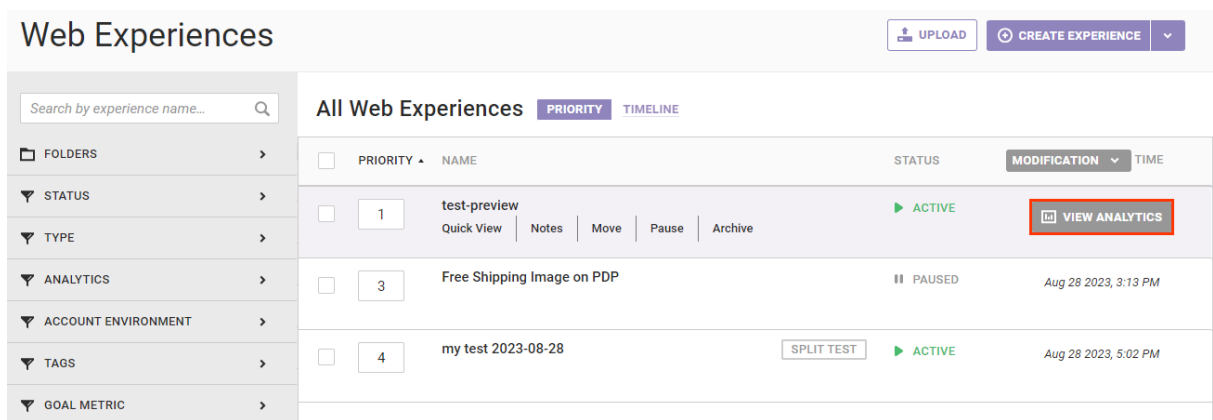 Web Experiences
UPLOAD
CREATE EXPERIENCE
Search by experience name...
FOLDERS
STATUS
TYPE
ANALYTICS
ACCOUNT ENVIRONMENT
TAGS
GOAL METRIC
All Web Experiences PRIORITY TIMELINE
PRIORITY NAME STATUS MODIFICATION TIME
1 test-preview ACTIVE VIEW ANALYTICS
Quick View Notes Move Pause Archive
3 Free Shipping Image on PDP PAUSED Aug 28 2023, 3:13 PM
4 my test 2023-08-28 SPLIT TEST ACTIVE Aug 28 2023, 5:02 PM